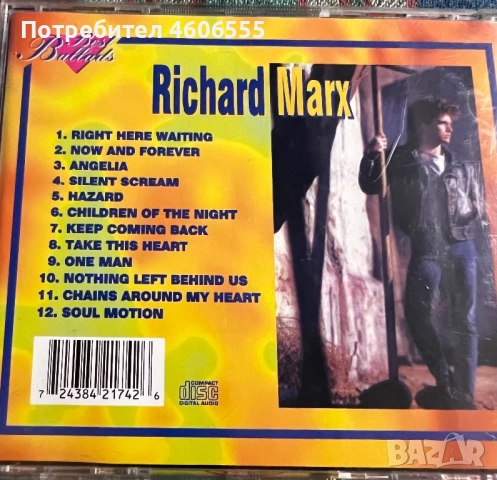 Потребител 4606555
Best
Ballads
Richard Marx
1. RIGHT HERE WAITING
2. NOW AND FOREVER
3. ANGELIA
4. SILENT SCREAM
5. HAZARD
6. CHILDREN OF THE NIGHT
7. KEEP COMING BACK
8. TAKE THIS HEART
9. ONE MAN
10. NOTHING LEFT BEHIND US
11. CHAINS AROUND MY HEART
12. SOUL MOTION
7 24384 21742 6
COMPACT
disc
DIGITAL AUDIO
BAZAR